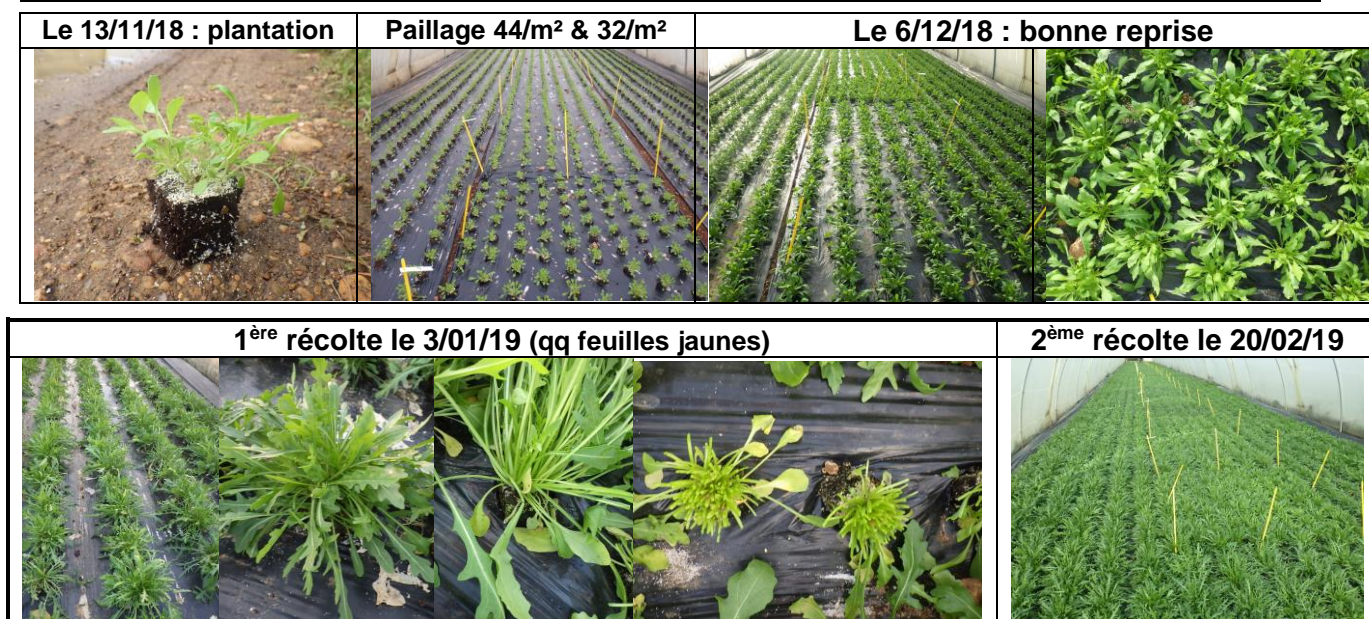 Le 13/11/18 : plantation
Paillage 44/m² & 32/m²
Le 6/12/18 : bonne reprise
1ère récolte le 3/01/19 (qq feuilles jaunes)
2ème récolte le 20/02/19